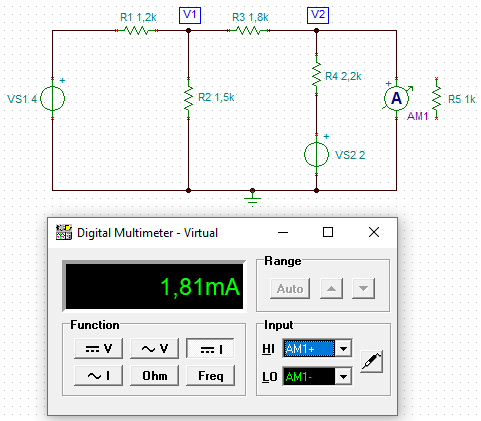 V1 V2
R1 1,2k R3 1,8k
R4 2,2k
VS1 4 + R2 1,5k + A R5 1k
AM1
+
VS2 2
Digital Multimeter - Virtual
1,81mA
Range
Auto
Function
V V I
I Ohm Freq
Input
HI AM1+
LO AM1-